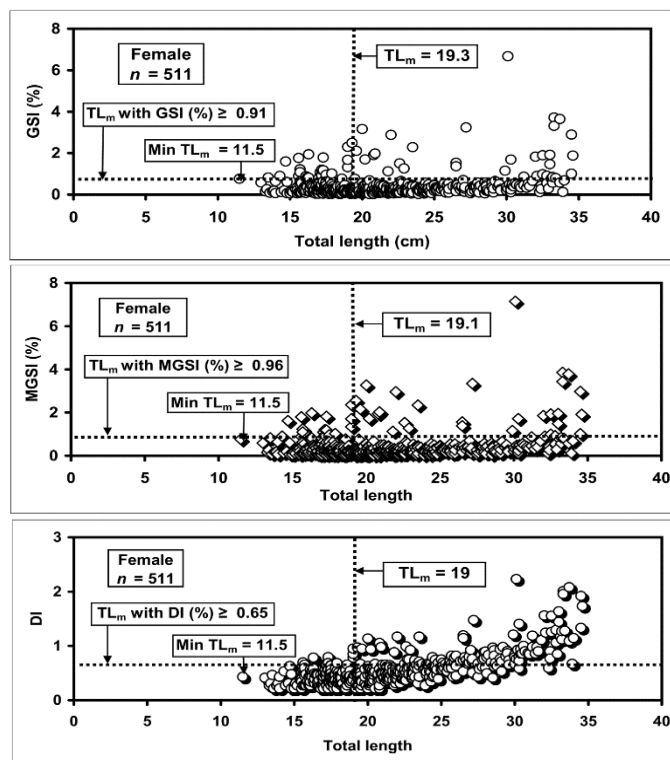 8
6
4
2
0
GSI (%)
Female
n = 511
TLm = 19.3
TLm with GSI (%) ≥ 0.91
Min TLm = 11.5
0 5 10 15 20 25 30 35 40
Total length (cm)
8
6
4
2
0
MGSI (%)
Female
n = 511
TLm = 19.1
TLm with MGSI (%) ≥ 0.96
Min TLm = 11.5
0 5 10 15 20 25 30 35 40
Total length
3
2
1
0
DI
Female
n = 511
TLm = 19
TLm with DI (%) ≥ 0.65
Min TLm = 11.5
0 5 10 15 20 25 30 35 40
Total length